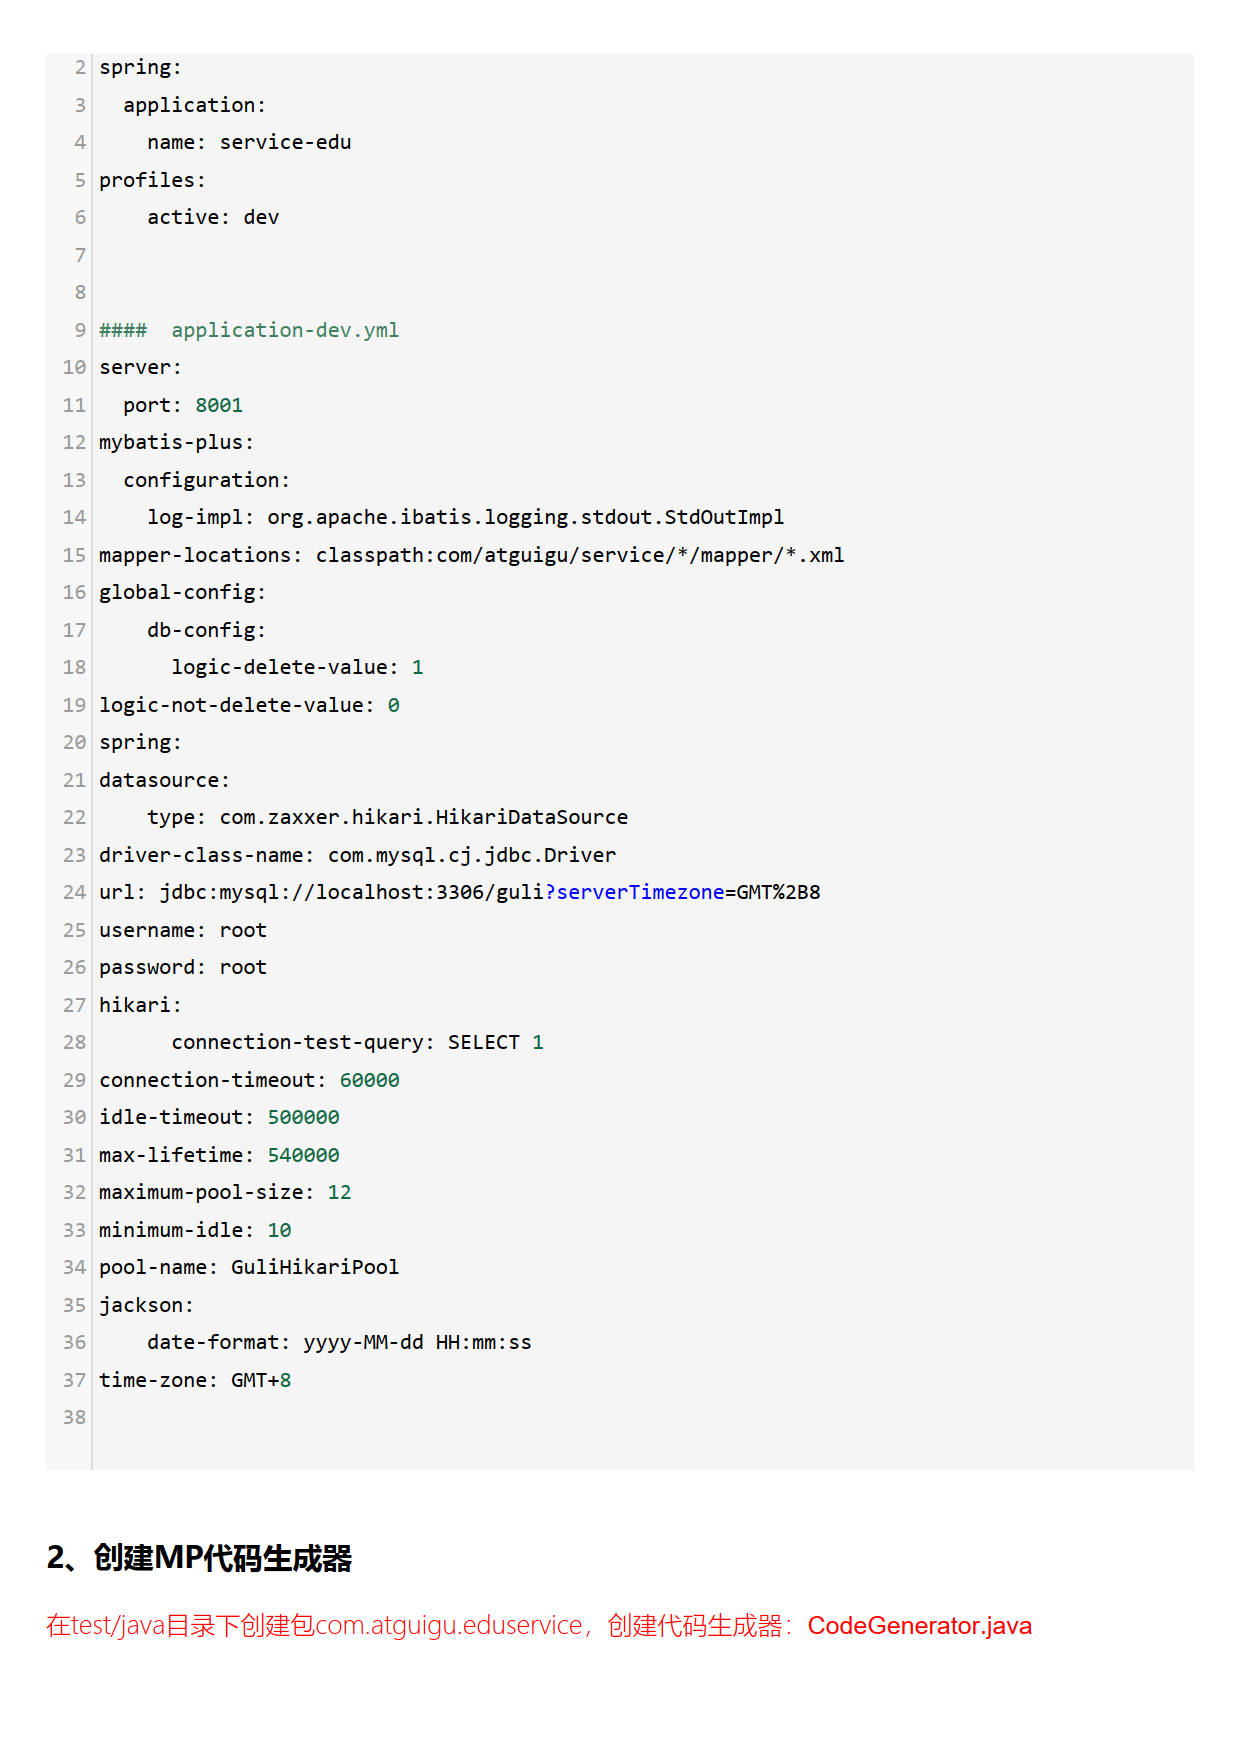 2 spring:
3   application:
4     name: service-edu
5 profiles:
6     active: dev
7
8
9 ####  application-dev.yml
10 server:
11   port: 8001
12 mybatis-plus:
13   configuration:
14     log-impl: org.apache.ibatis.logging.stdout.StdOutImpl
15 mapper-locations: classpath:com/atguigu/service/*/mapper/*.xml
16 global-config:
17     db-config:
18       logic-delete-value: 1
19 logic-not-delete-value: 0
20 spring:
21 datasource:
22     type: com.zaxxer.hikari.HikariDataSource
23 driver-class-name: com.mysql.cj.jdbc.Driver
24 url: jdbc:mysql://localhost:3306/guli?serverTimezone=GMT%2B8
25 username: root
26 password: root
27 hikari:
28       connection-test-query: SELECT 1
29 connection-timeout: 60000
30 idle-timeout: 500000
31 max-lifetime: 540000
32 maximum-pool-size: 12
33 minimum-idle: 10
34 pool-name: GuliHikariPool
35 jackson:
36     date-format: yyyy-MM-dd HH:mm:ss
37 time-zone: GMT+8
38
2、创建MP代码生成器
在test/java目录下创建包com.atguigu.eduservice，创建代码生成器：CodeGenerator.java